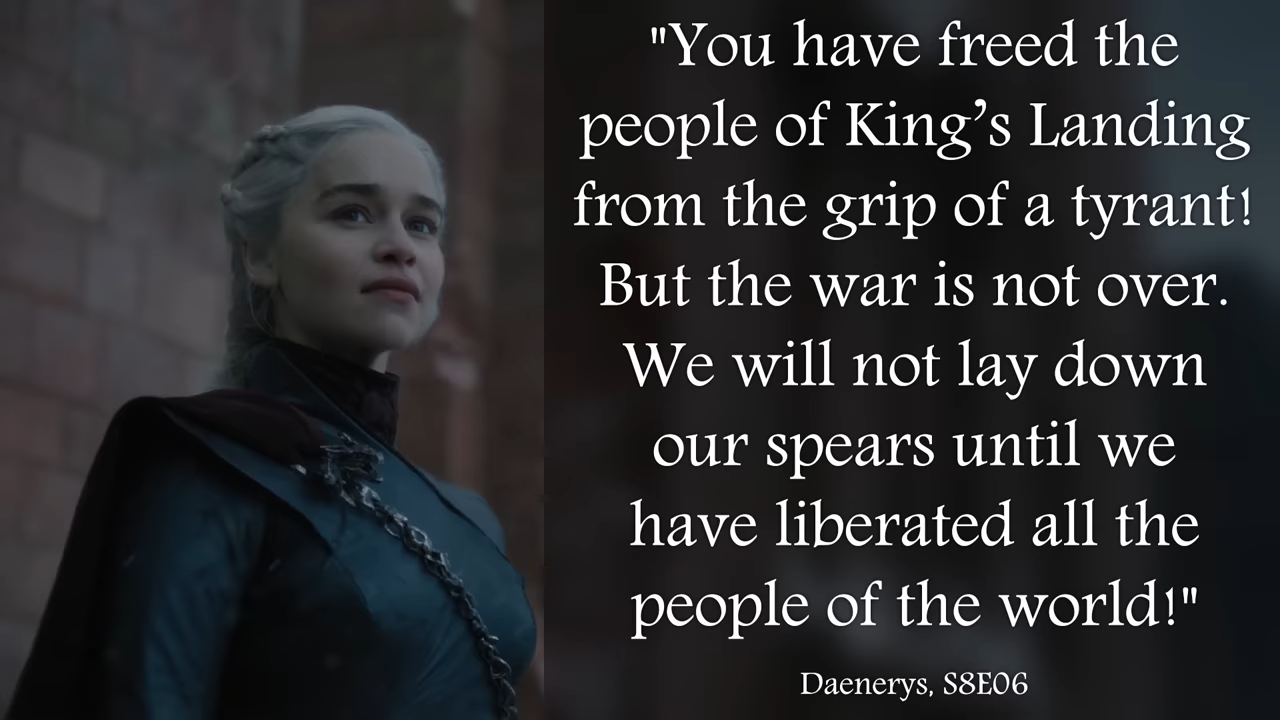 "You have freed the
people of King’s Landing
from the grip of a tyrant!
But the war is not over.
We will not lay down
our spears until we
have liberated all the
people of the world!"
Daenerys, S8E06